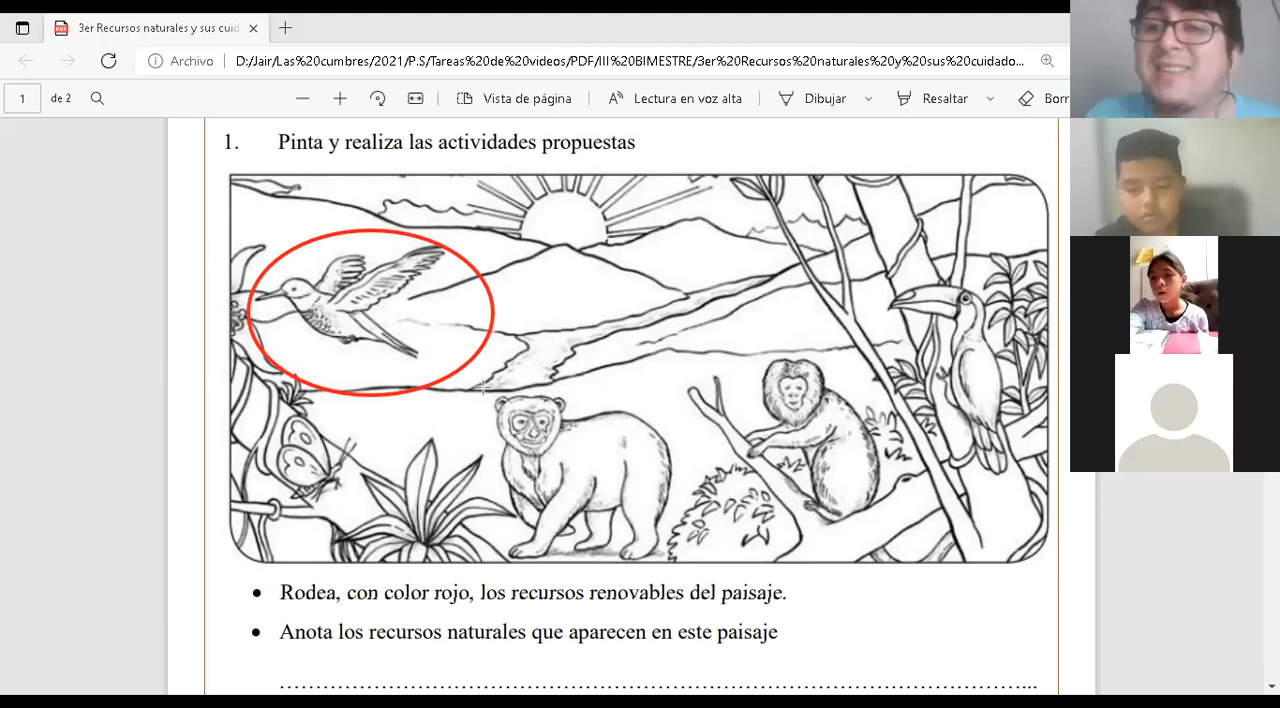 3er Recursos naturales y sus cuid
Archivo
D:/Jair/Las%20cumbres/2021/P.S/Tareas%20de%20videos/PDF/III%20BIMESTRE/3er%20Recursos%20naturales%20y%20sus%20cuidado...
1 de 2
Vista de página
Lectura en voz alta
Dibujar
Resaltar
Borr
1. Pinta y realiza las actividades propuestas
• Rodea, con color rojo, los recursos renovables del paisaje.
• Anota los recursos naturales que aparecen en este paisaje